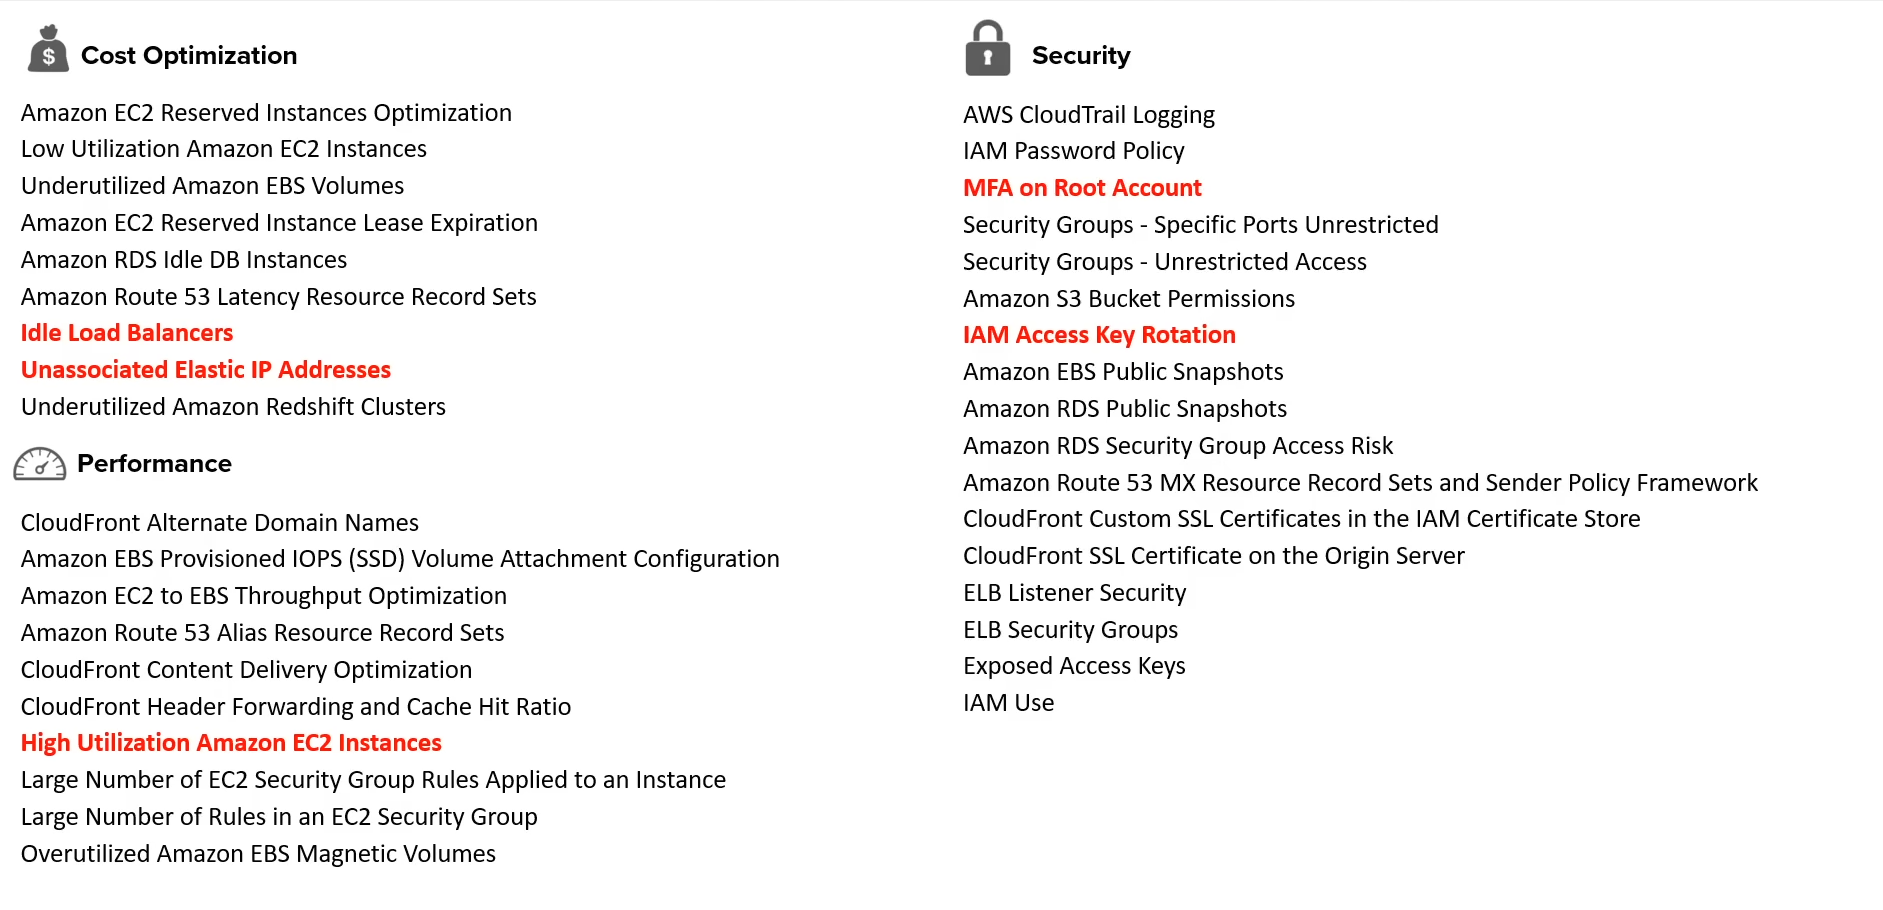 Cost Optimization
Amazon EC2 Reserved Instances Optimization
Low Utilization Amazon EC2 Instances
Underutilized Amazon EBS Volumes
Amazon EC2 Reserved Instance Lease Expiration
Amazon RDS Idle DB Instances
Amazon Route 53 Latency Resource Record Sets
Idle Load Balancers
Unassociated Elastic IP Addresses
Underutilized Amazon Redshift Clusters
Performance
CloudFront Alternate Domain Names
Amazon EBS Provisioned IOPS (SSD) Volume Attachment Configuration
Amazon EC2 to EBS Throughput Optimization
Amazon Route 53 Alias Resource Record Sets
CloudFront Content Delivery Optimization
CloudFront Header Forwarding and Cache Hit Ratio
High Utilization Amazon EC2 Instances
Large Number of EC2 Security Group Rules Applied to an Instance
Large Number of Rules in an EC2 Security Group
Overutilized Amazon EBS Magnetic Volumes
Security
AWS CloudTrail Logging
IAM Password Policy
MFA on Root Account
Security Groups - Specific Ports Unrestricted
Security Groups - Unrestricted Access
Amazon S3 Bucket Permissions
IAM Access Key Rotation
Amazon EBS Public Snapshots
Amazon RDS Public Snapshots
Amazon RDS Security Group Access Risk
Amazon Route 53 MX Resource Record Sets and Sender Policy Framework
CloudFront Custom SSL Certificates in the IAM Certificate Store
CloudFront SSL Certificate on the Origin Server
ELB Listener Security
ELB Security Groups
Exposed Access Keys
IAM Use